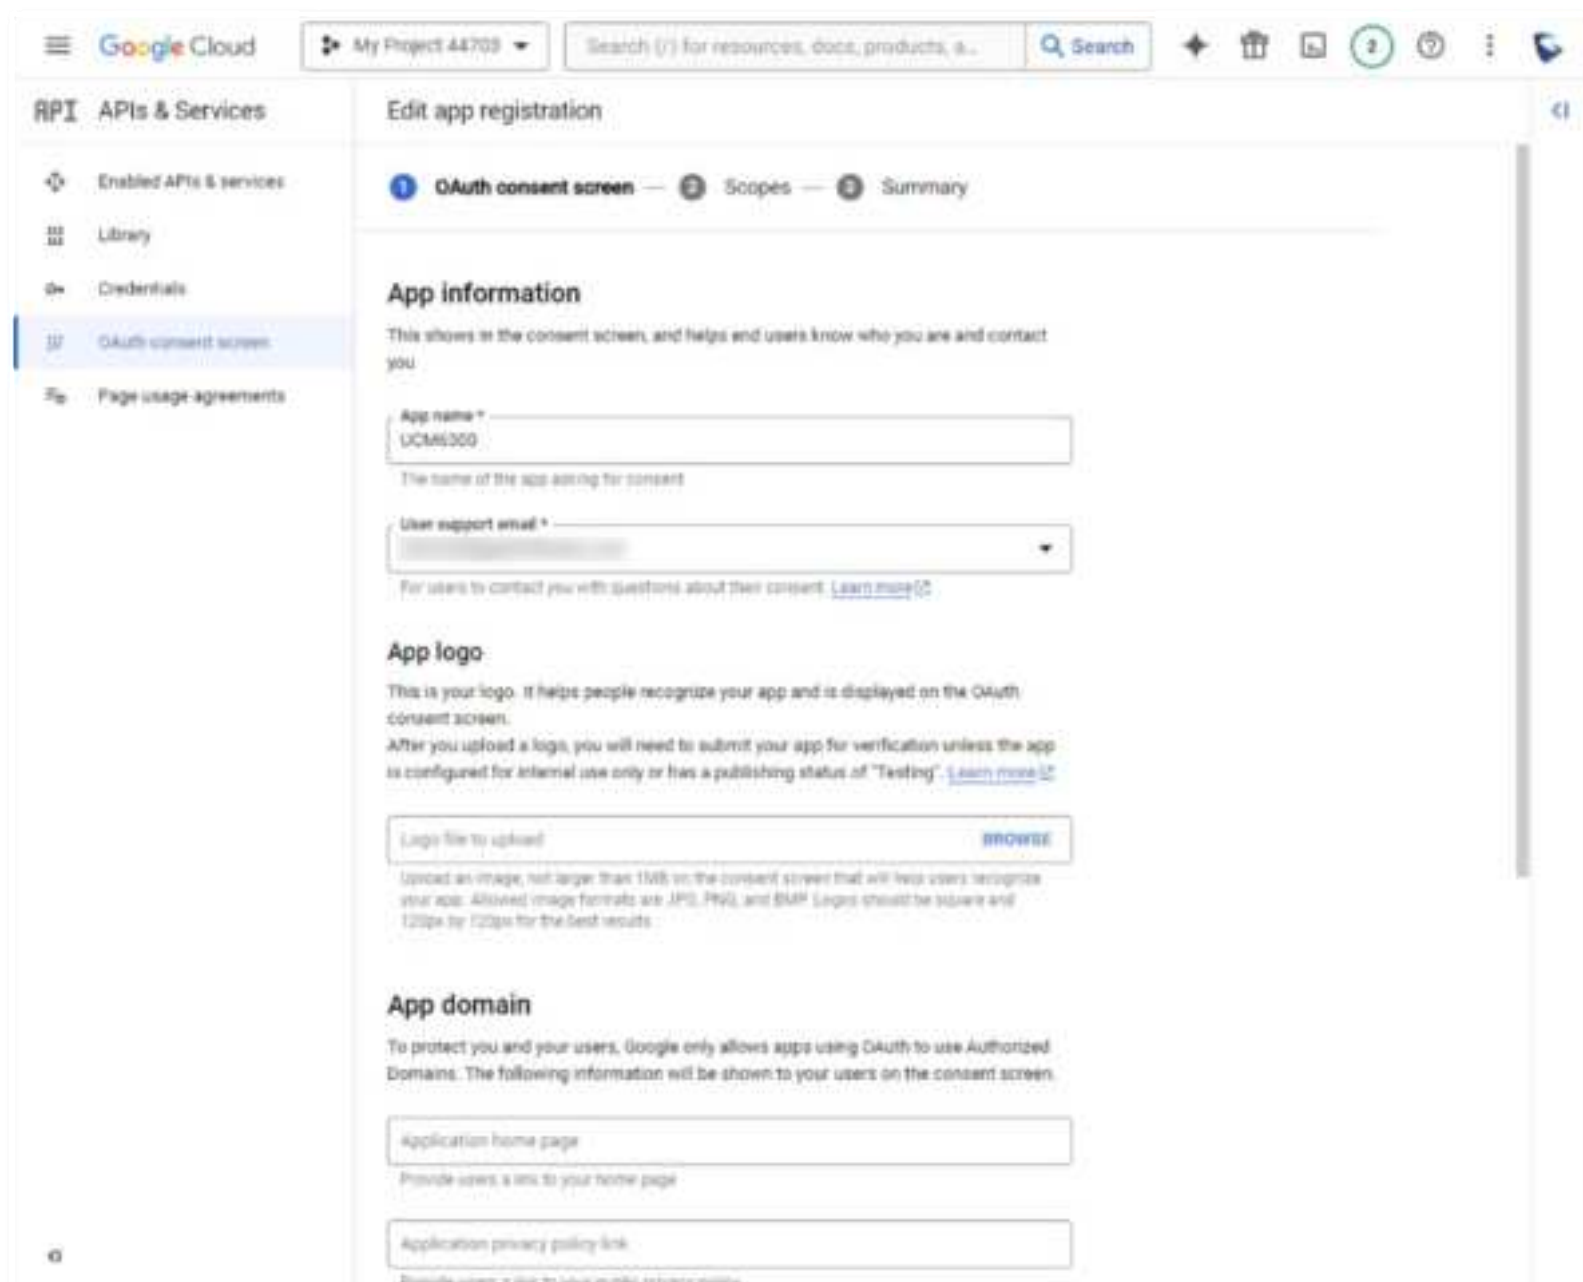 Google Cloud
My Project 44703
Search (/) for resources, docs, products, a...
Search
2
API APIs & Services
Edit app registration
Enabled APIs & services
Library
Credentials
OAuth consent screen
Page usage agreements
1 OAuth consent screen — 2 Scopes — 3 Summary
App information
This shows in the consent screen, and helps end users know who you are and contact
you
App name *
UCM6300
The name of the app asking for consent
User support email *
For users to contact you with questions about their consent. Learn more
App logo
This is your logo. It helps people recognize your app and is displayed on the OAuth
consent screen.
After you upload a logo, you will need to submit your app for verification unless the app
is configured for internal use only or has a publishing status of "Testing". Learn more
Logo file to upload
BROWSE
Upload an image, not larger than 1MB on the consent screen that will help users recognize
your app. Allowed image formats are JPG, PNG, and BMP. Logos should be square and
120px by 120px for the best results.
App domain
To protect you and your users, Google only allows apps using OAuth to use Authorized
Domains. The following information will be shown to your users on the consent screen.
Application home page
Provide users a link to your home page
Application privacy policy link
Provide users a link to your public privacy policy